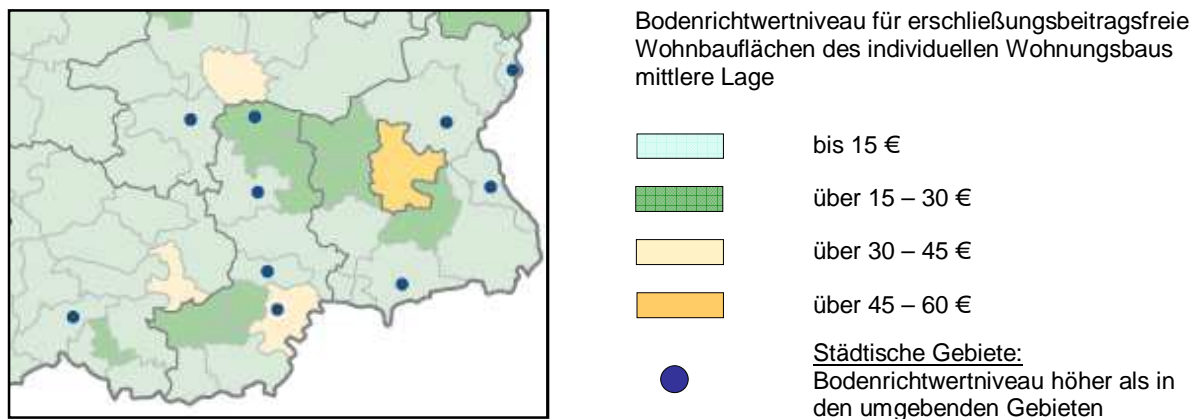 Bodenrichtwertniveau für erschließungsbeitragsfreie
Wohnbauflächen des individuellen Wohnungsbaus
mittlere Lage
bis 15 €
über 15 – 30 €
über 30 – 45 €
über 45 – 60 €
Städtische Gebiete:
Bodenrichtwertniveau höher als in
den umgebenden Gebieten